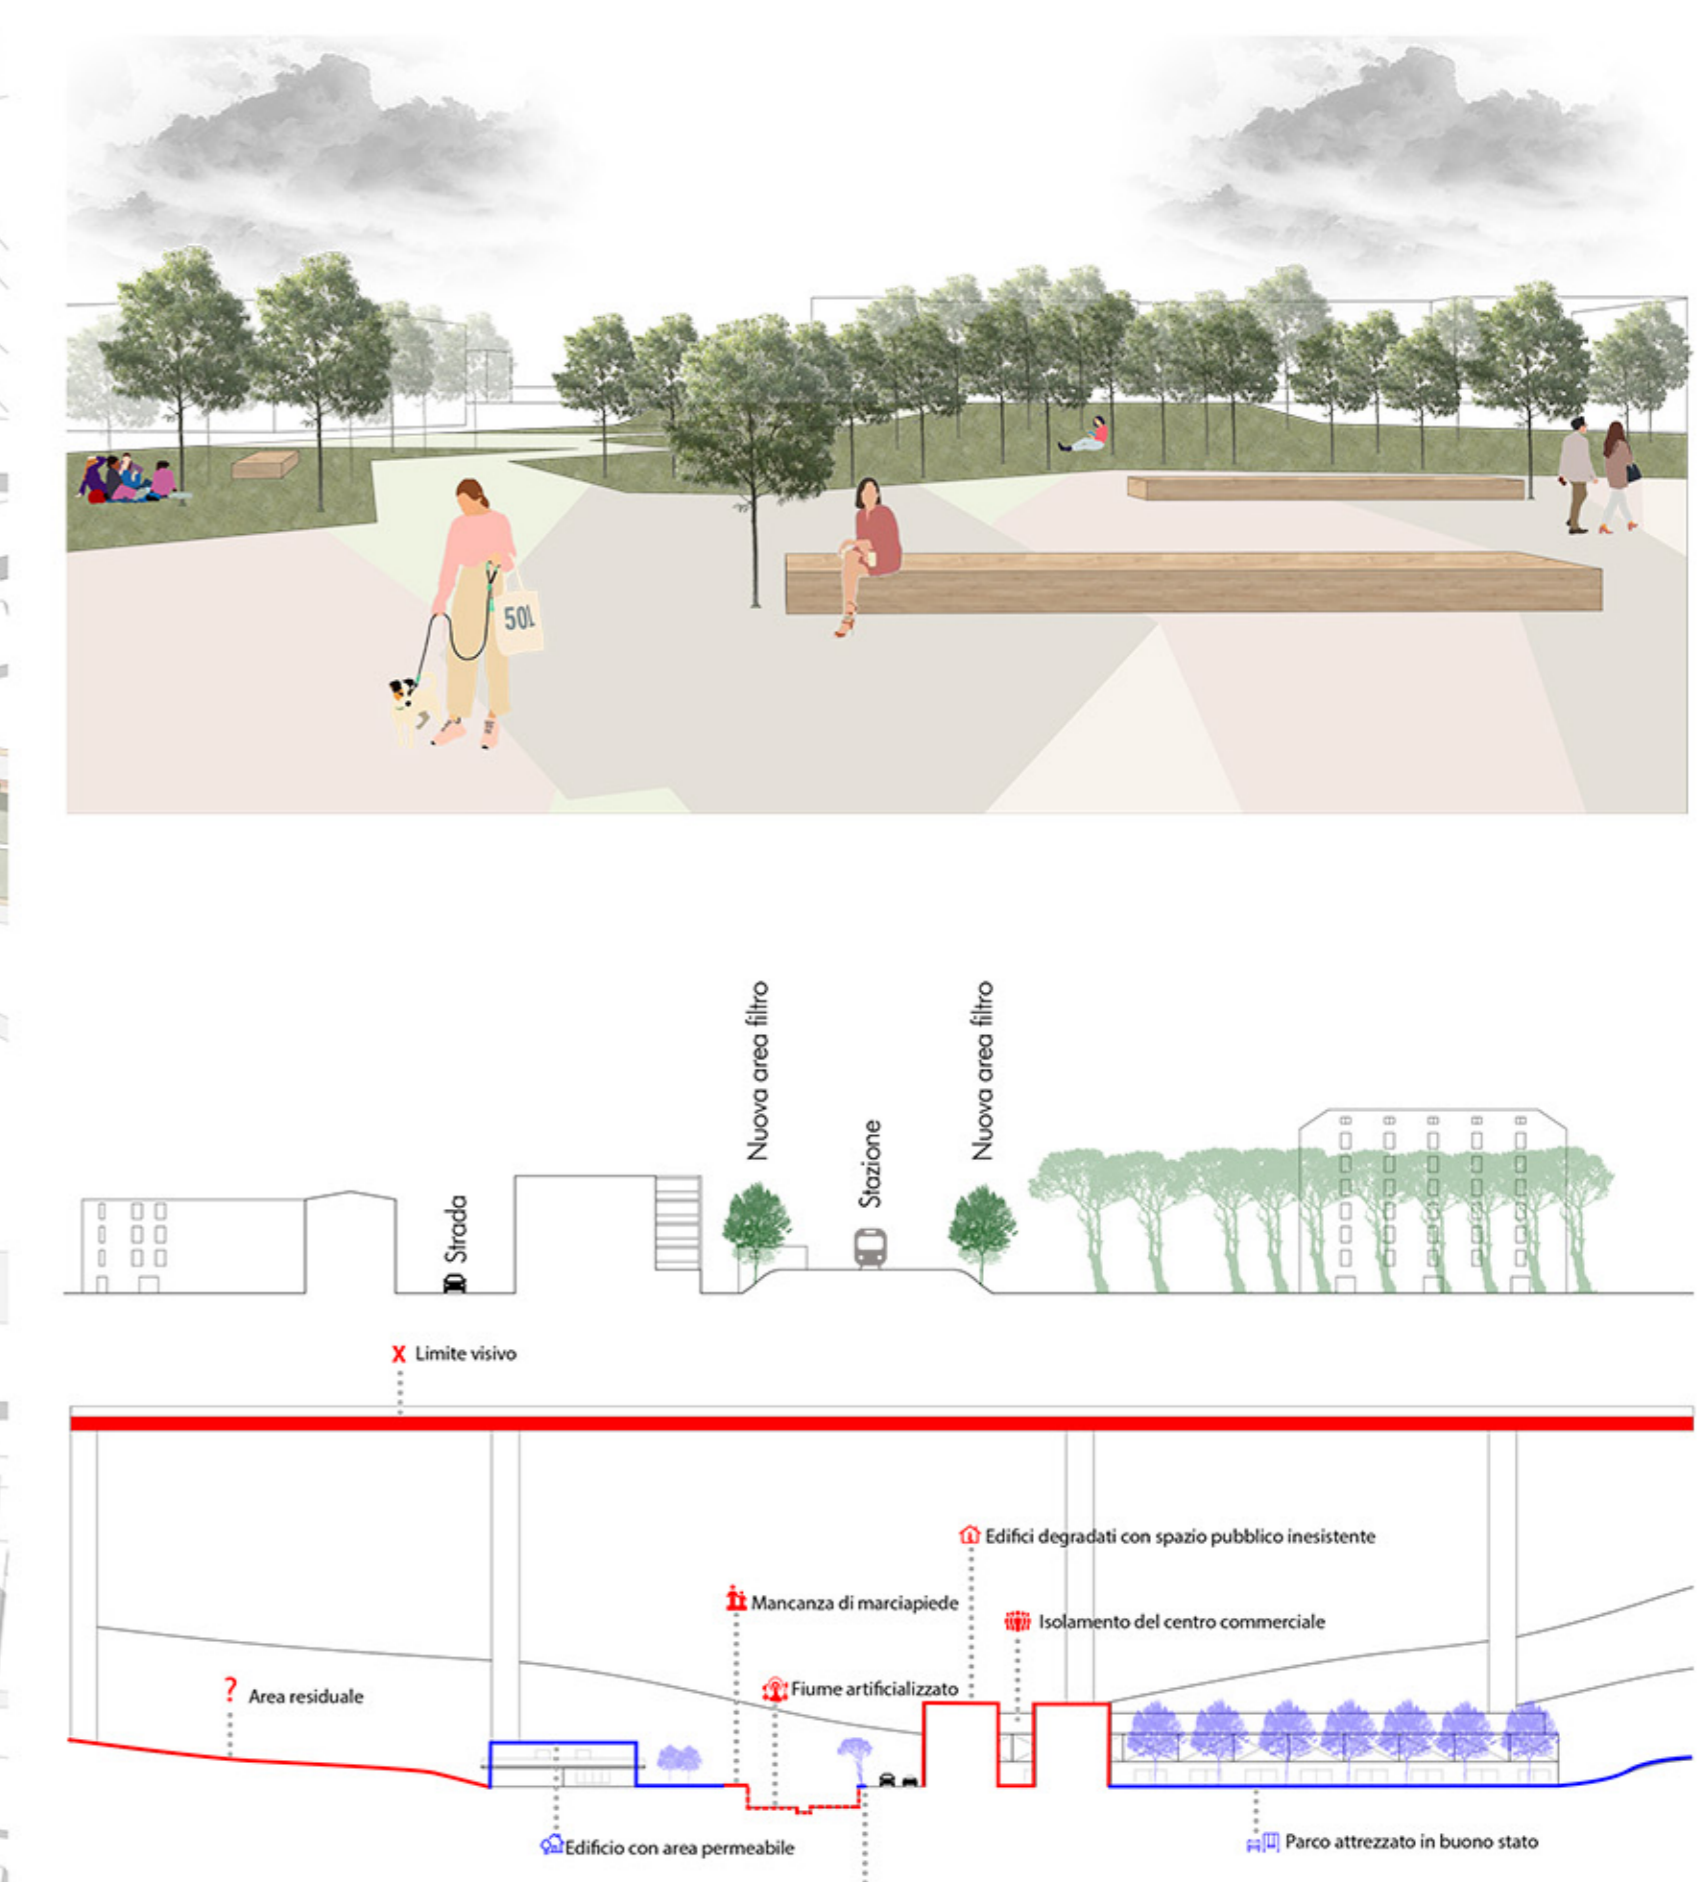 50l
Nuova area filtro
Nuova area filtro
Stazione
Strada
X Limite visivo
Edifici degradati con spazio pubblico inesistente
Mancanza di marciapiede
Isolamento del centro commerciale
? Area residuale
Fiume artificializzato
Edificio con area permeabile
Parco attrezzato in buono stato